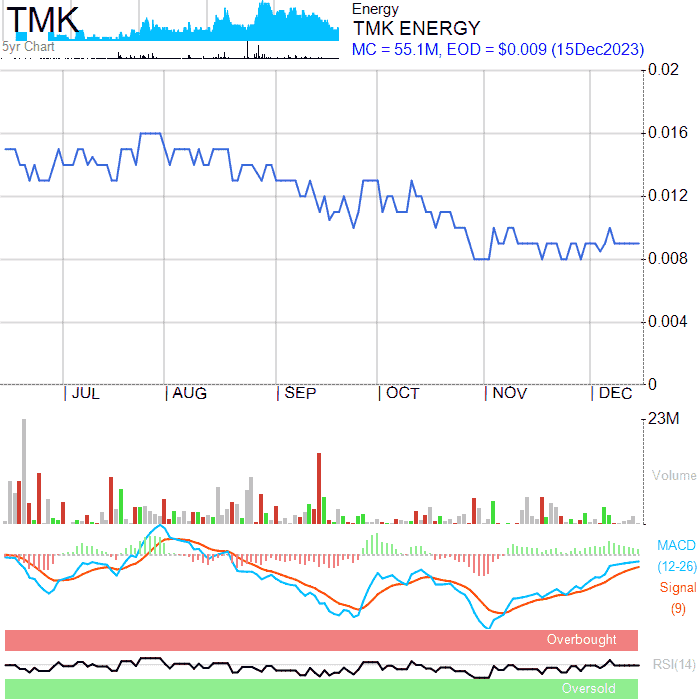 TMK
5yr Chart
Energy
TMK ENERGY
MC = 55.1M, EOD = $0.009 (15Dec2023)
0.02
0.016
0.012
0.008
0.004
0
JUL AUG SEP OCT NOV DEC
23M
Volume
MACD
(12-26)
Signal
(9)
Overbought
RSI(14)
Oversold